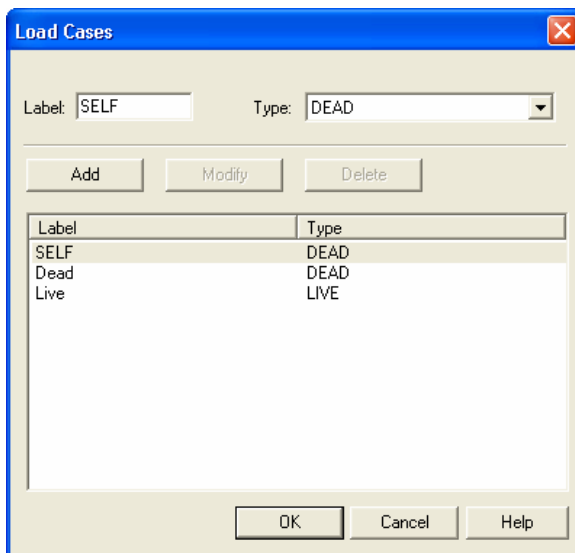 Load Cases
Label: SELF Type: DEAD
Add Modify Delete
Label Type
SELF DEAD
Dead DEAD
Live LIVE
OK Cancel Help